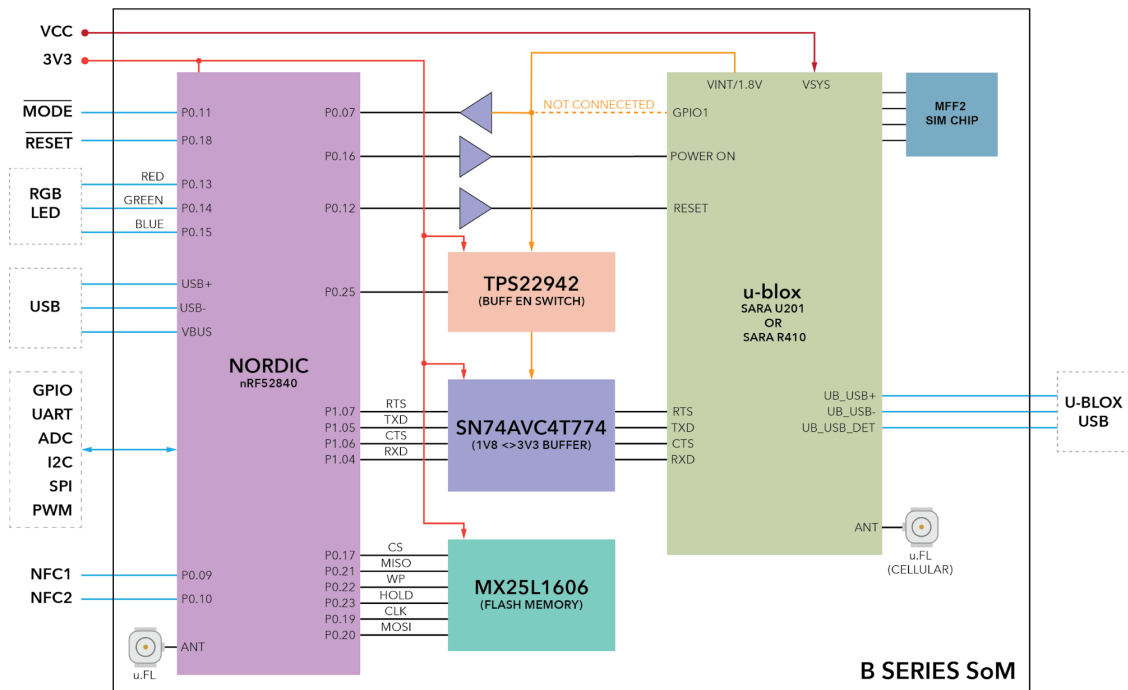 VCC
3V3
MODE
RESET
RGB
LED
RED
GREEN
BLUE
USB
GPIO
UART
ADC
I2C
SPI
PWM
NFC1
NFC2
u.FL
P0.11
P0.18
P0.13
P0.14
P0.15
USB+
USB-
VBUS
P0.09
P0.10
ANT
NORDIC
nRF52840
P0.07
P0.16
P0.12
P0.25
P1.07
P1.05
P1.06
P1.04
P0.17
P0.21
P0.22
P0.23
P0.19
P0.20
RTS
TXD
CTS
RXD
CS
MISO
WP
HOLD
CLK
MOSI
NOT CONNECETED
TPS22942
(BUFF EN SWITCH)
SN74AVC4T774
(1V8 <>3V3 BUFFER)
MX25L1606
(FLASH MEMORY)
VINT/1.8V
VSYS
GPIO1
POWER ON
RESET
u-blox
SARA U201
OR
SARA R410
RTS
TXD
CTS
RXD
UB_USB+
UB_USB-
UB_USB_DET
ANT
MFF2
SIM CHIP
U-BLOX
USB
u.FL
(CELLULAR)
B SERIES SoM